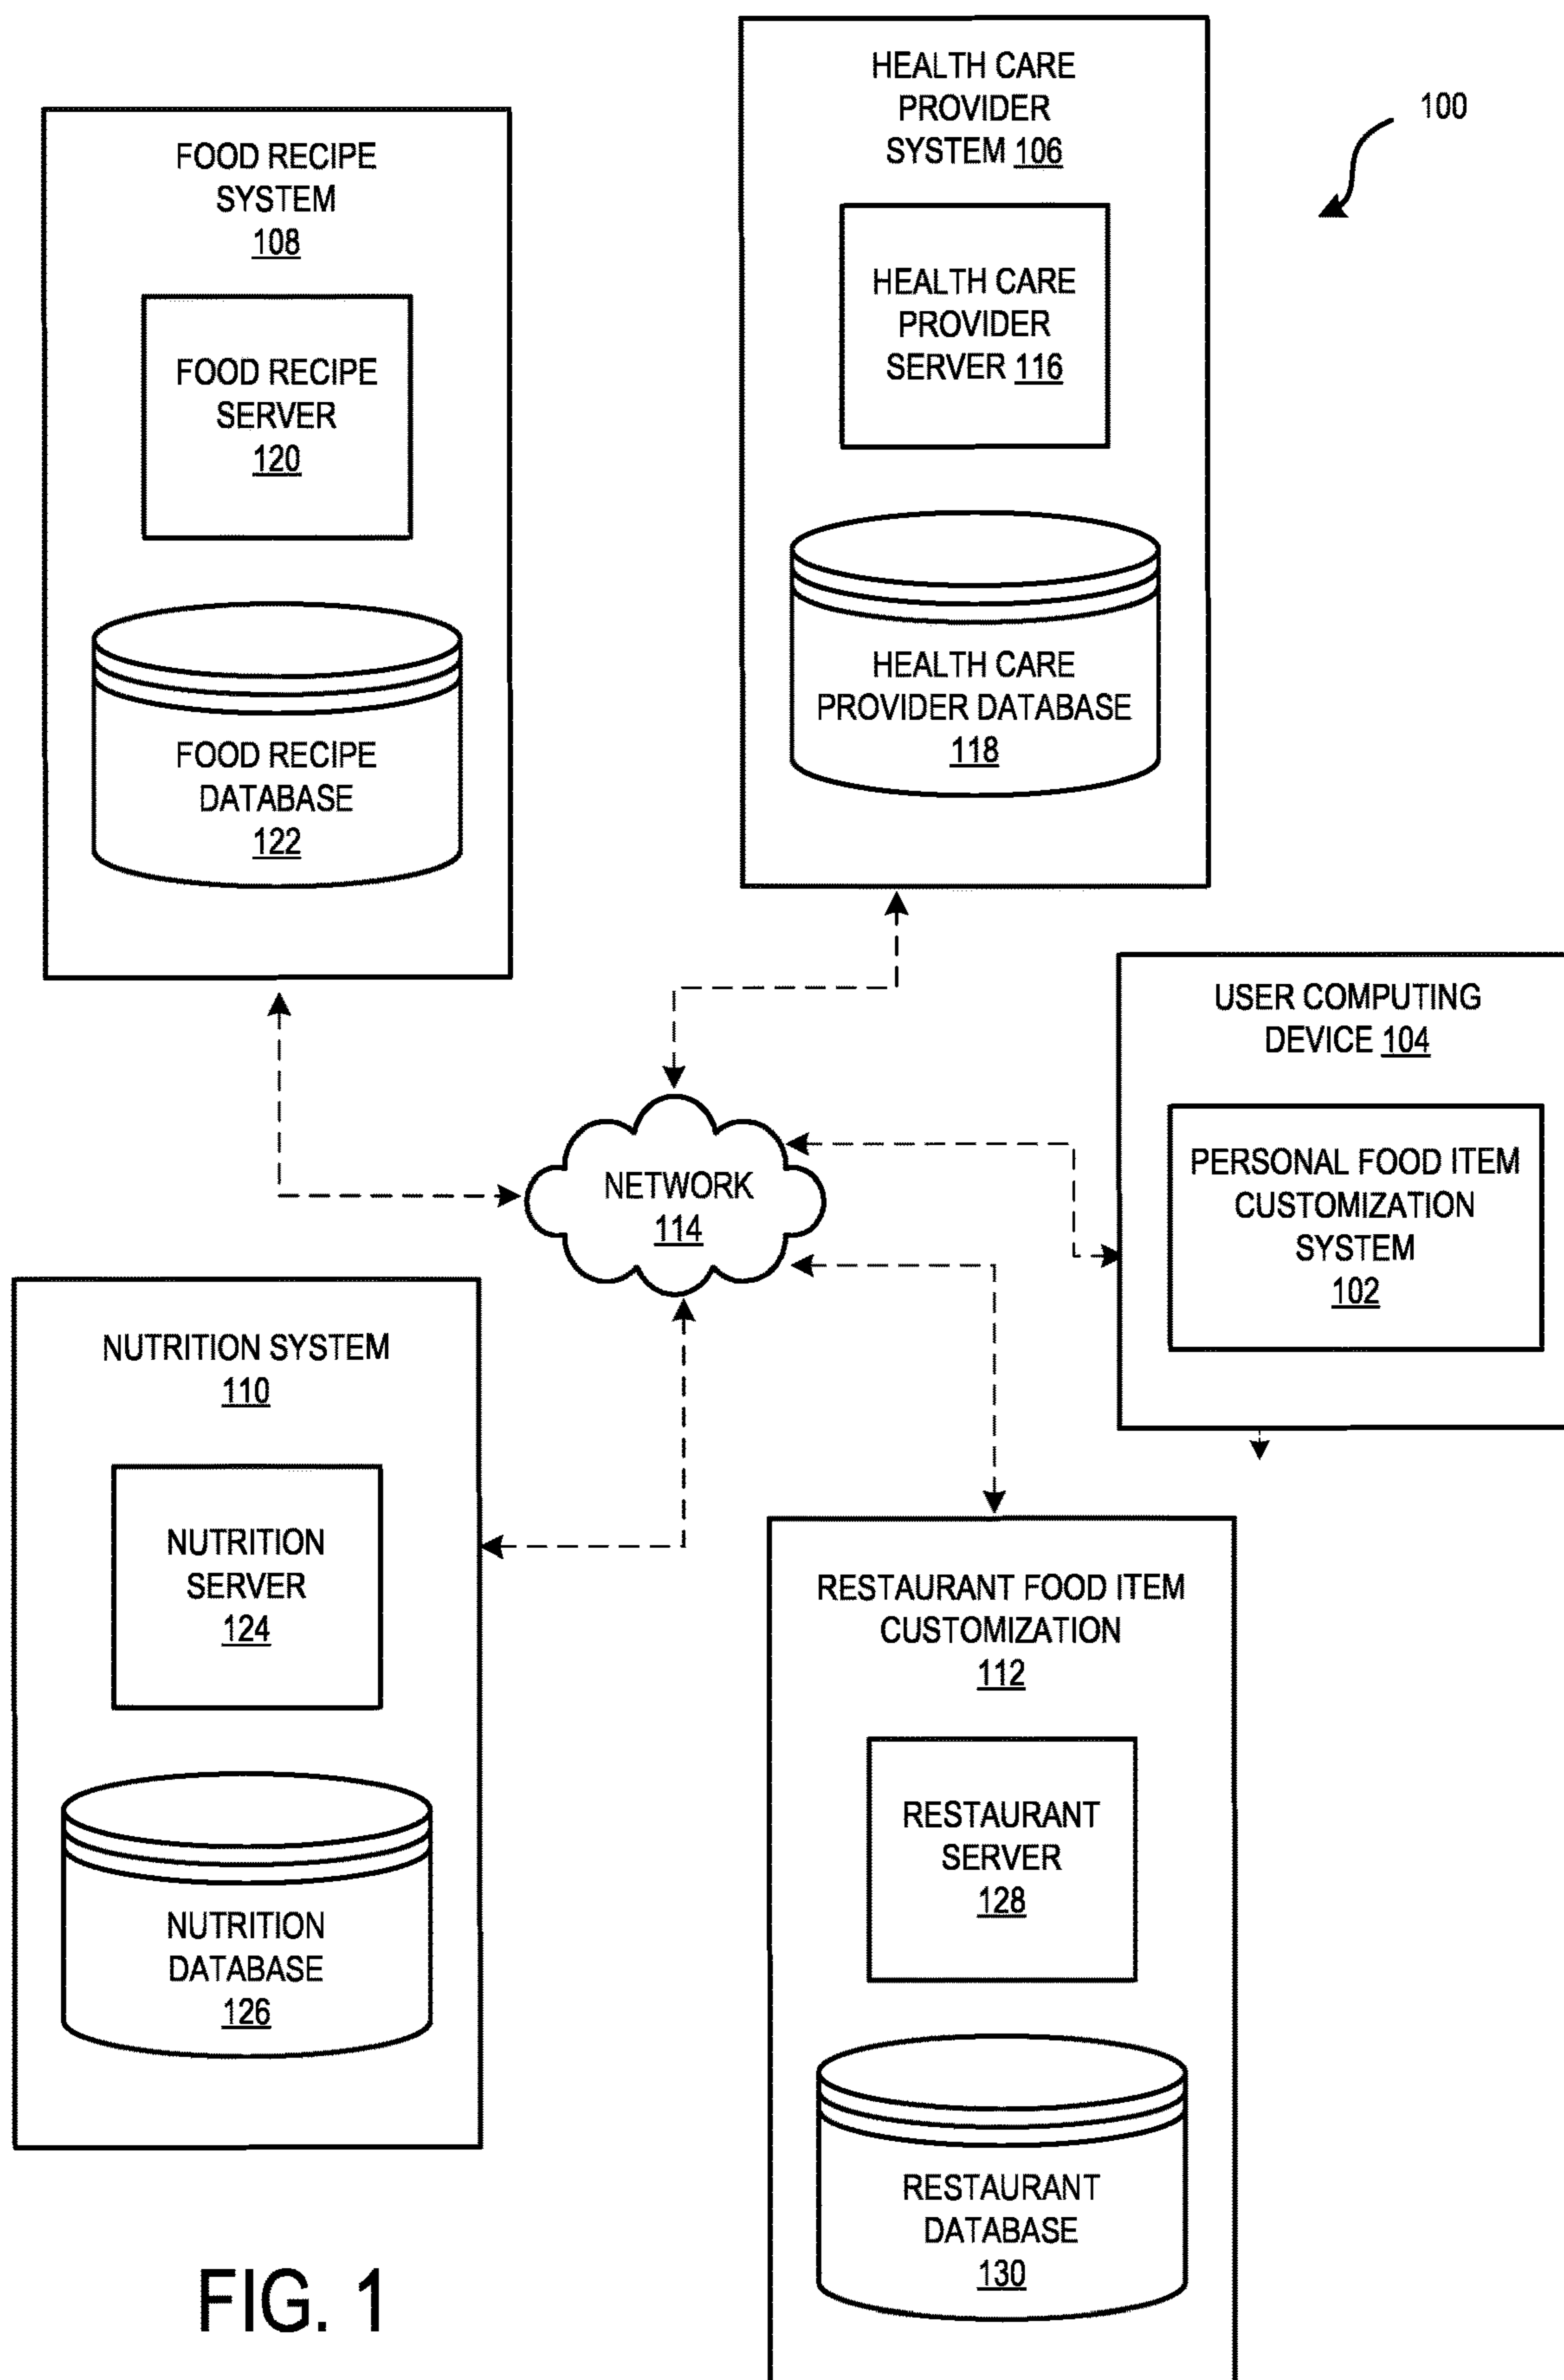 HEALTH CARE
PROVIDER
SYSTEM 106
HEALTH CARE
PROVIDER
SERVER 116
HEALTH CARE
PROVIDER DATABASE
118
100
FOOD RECIPE
SYSTEM
108
FOOD RECIPE
SERVER
120
FOOD RECIPE
DATABASE
122
USER COMPUTING
DEVICE 104
PERSONAL FOOD ITEM
CUSTOMIZATION
SYSTEM
102
NETWORK
114
NUTRITION SYSTEM
110
NUTRITION
SERVER
124
NUTRITION
DATABASE
126
RESTAURANT FOOD ITEM
CUSTOMIZATION
112
RESTAURANT
SERVER
128
RESTAURANT
DATABASE
130
FIG. 1